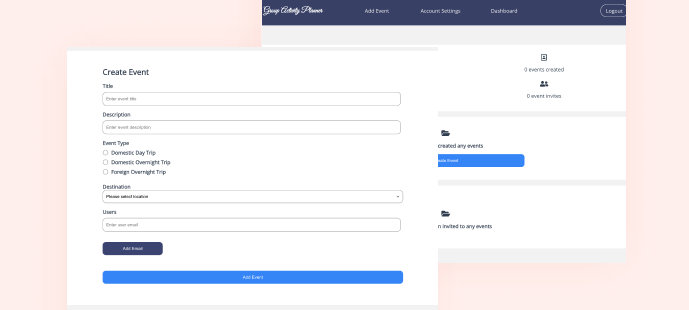 Group Activity Planner
Add Event
Account Settings
Dashboard
Logout
0 events created
0 event invites
created any events
Event
invited to any events
Create Event
Title
Enter event title
Description
Enter event description
Event Type
Domestic Day Trip
Domestic Overnight Trip
Foreign Overnight Trip
Destination
Please select location
Users
Enter user email
Add Email
Add Event